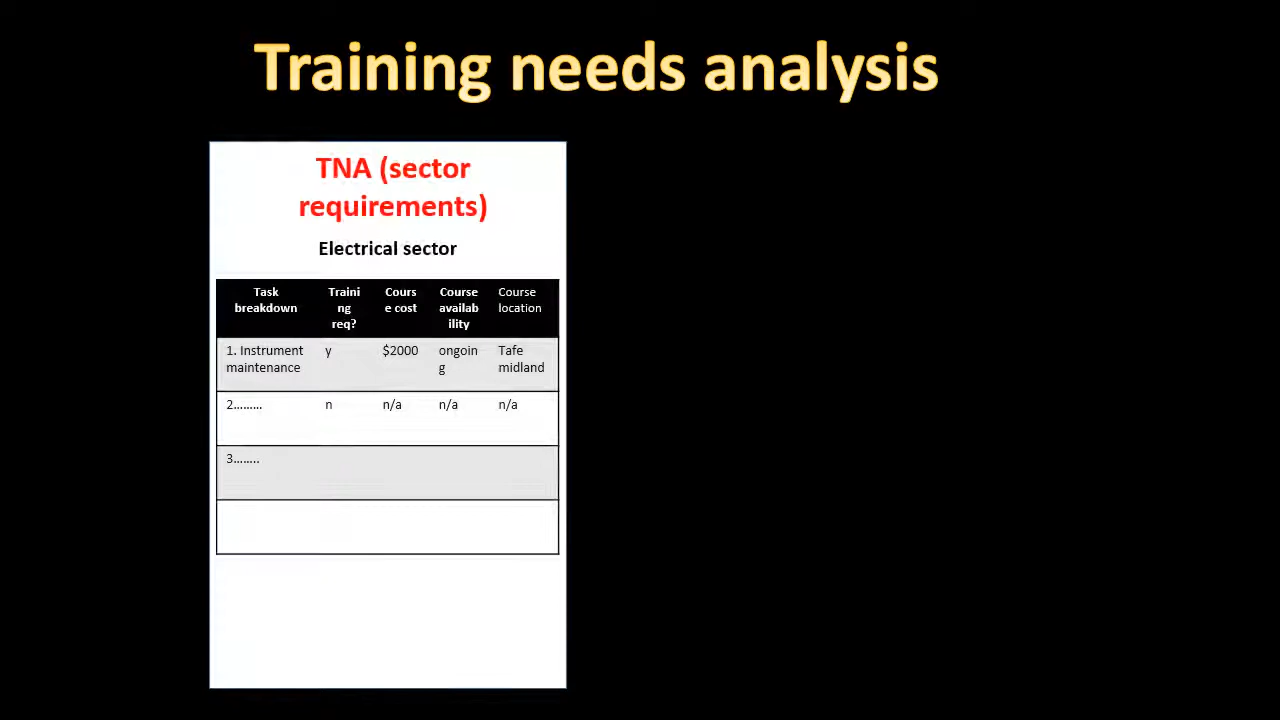 Training needs analysis
TNA (sector
requirements)
Electrical sector
Task breakdown Traini ng req? Cours e cost Course availab ility Course location
1. Instrument maintenance y $2000 ongoin g Tafe midland
2......... n n/a n/a n/a
3........